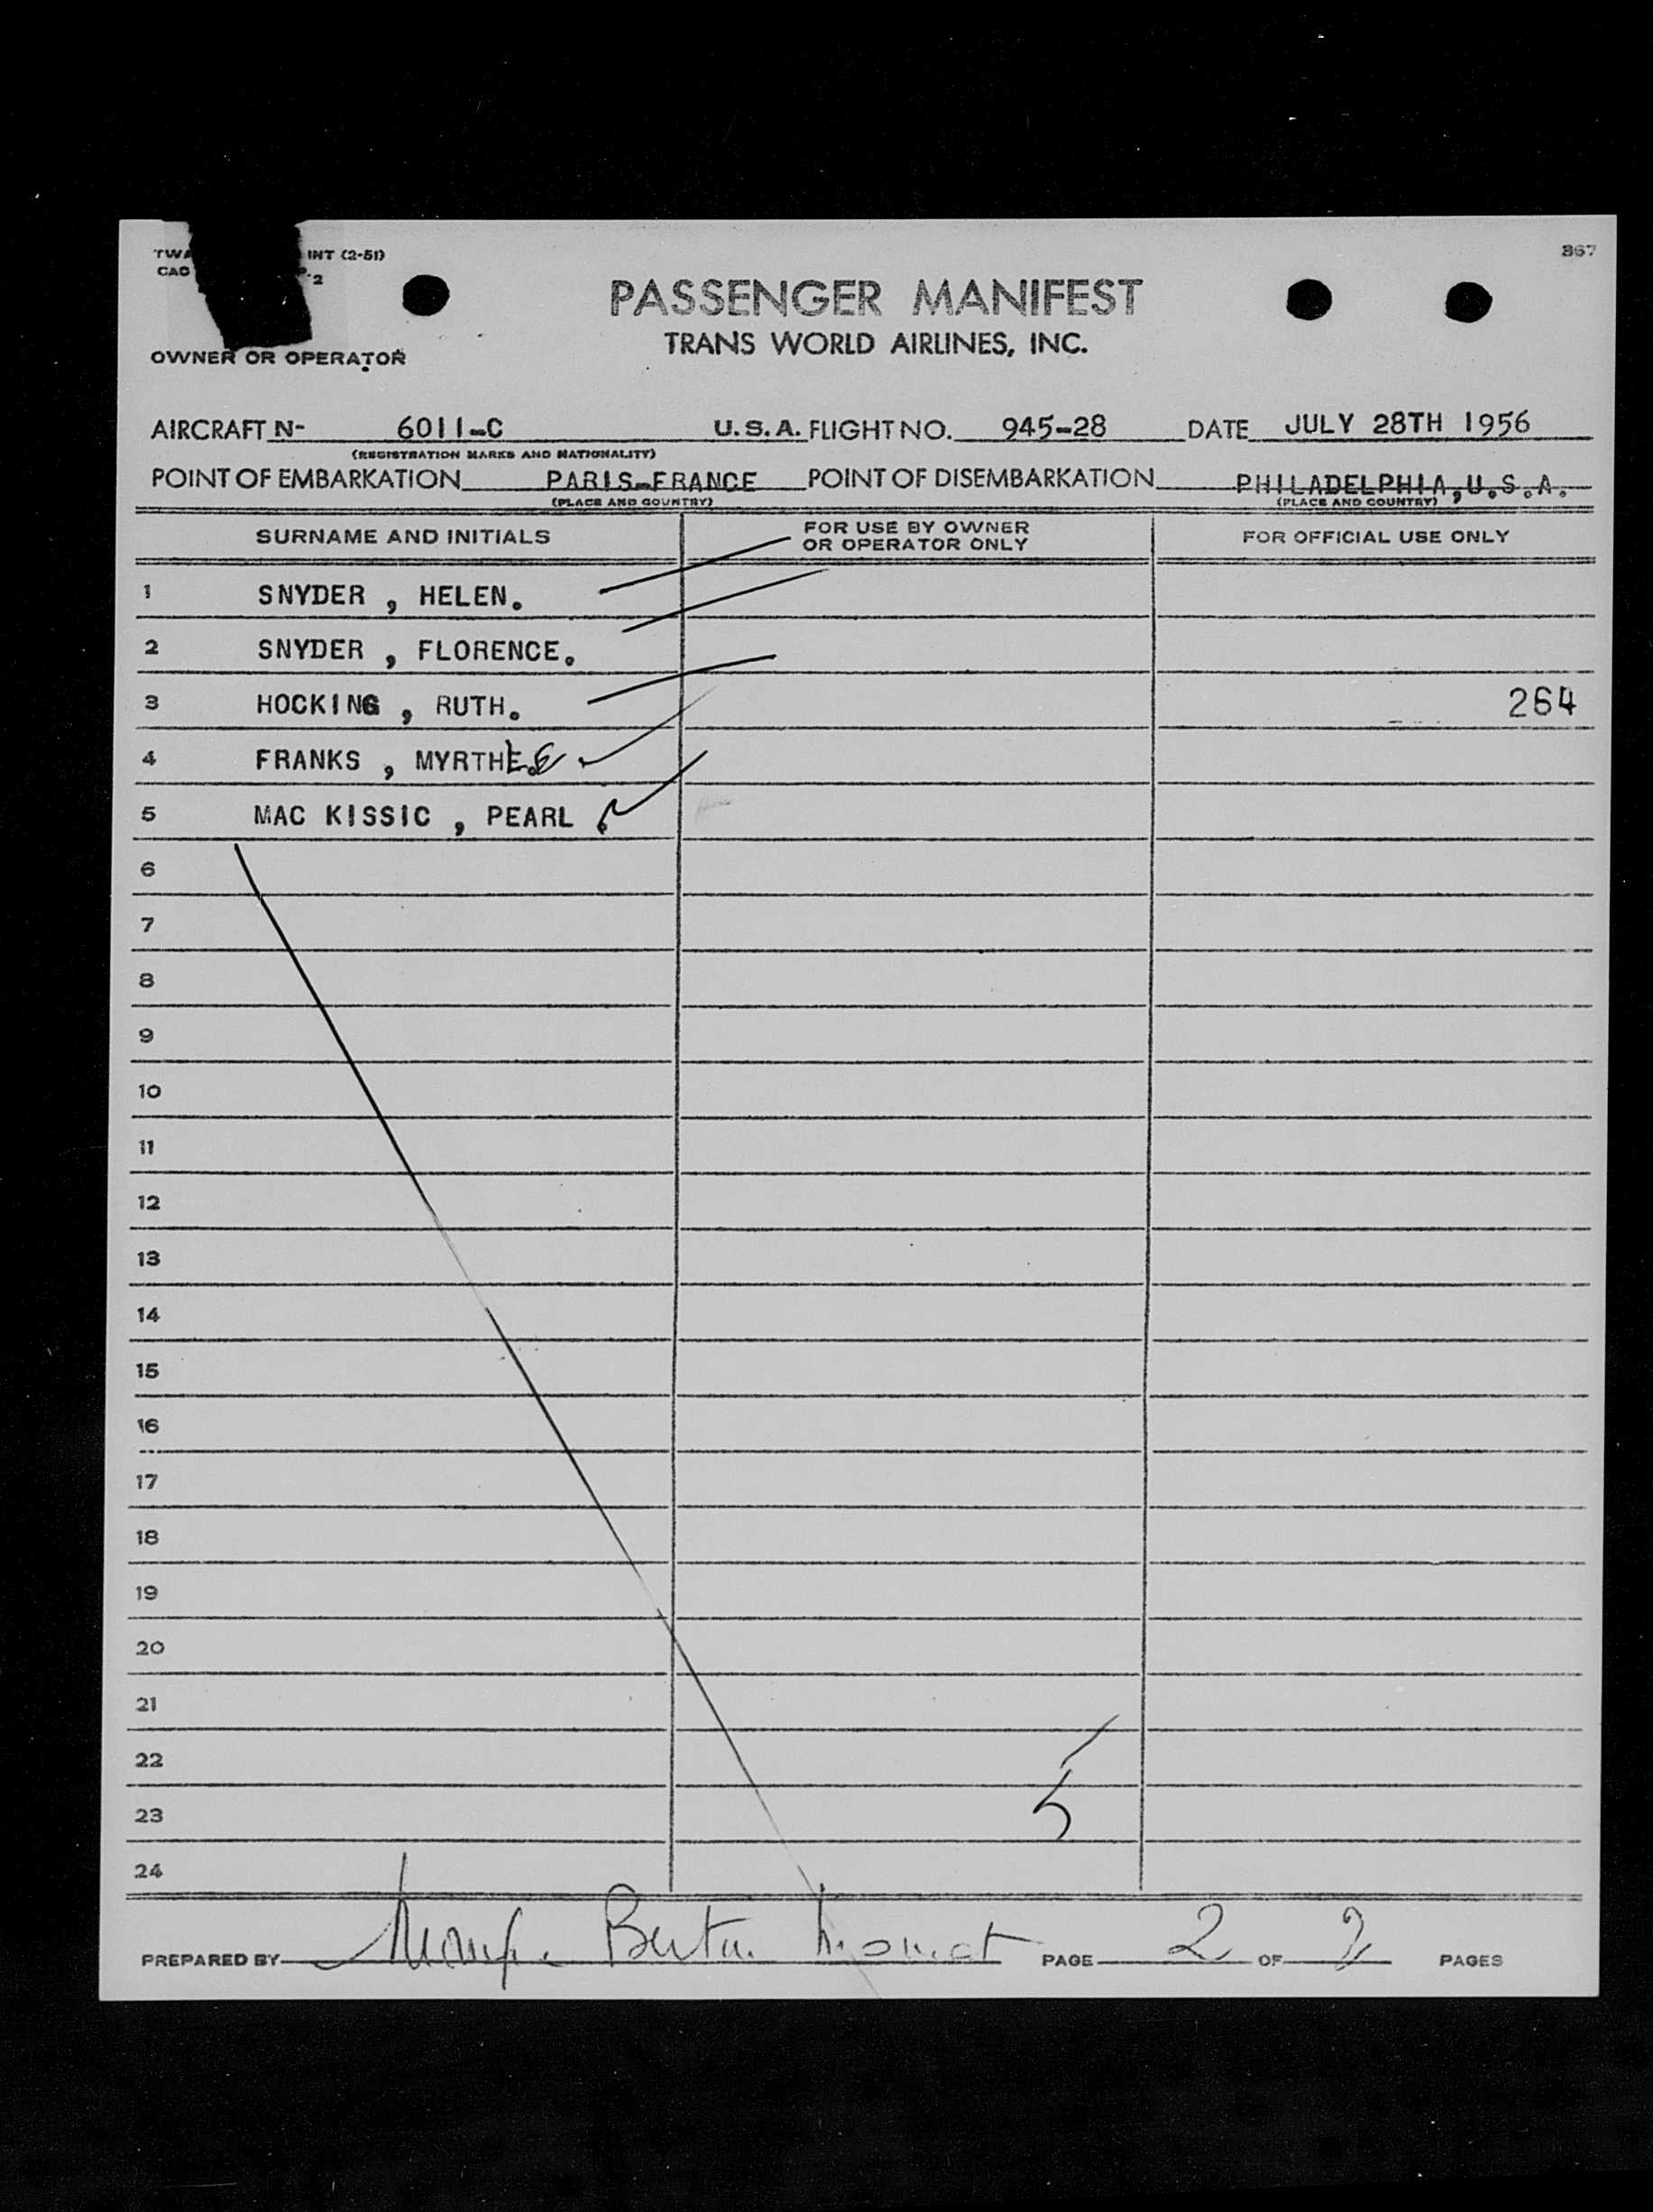 TWA INT (2-51)
CAO P-2
367
PASSENGER MANIFEST
TRANS WORLD AIRLINES, INC.
OWNER OR OPERATOR
AIRCRAFT N- 6011-C U.S.A. FLIGHT NO. 945-28 DATE JULY 28TH 1956
(REGISTRATION MARKS AND NATIONALITY)
POINT OF EMBARKATION PARIS-FRANCE POINT OF DISEMBARKATION PHILADELPHIA, U.S.A.
(PLACE AND COUNTRY) (PLACE AND COUNTRY)
SURNAME AND INITIALS FOR USE BY OWNER OR OPERATOR ONLY FOR OFFICIAL USE ONLY
1 SNYDER , HELEN.
2 SNYDER , FLORENCE.
3 HOCKING , RUTH. 264
4 FRANKS , MYRTHLE
5 MAC KISSIC , PEARL .
6
7
8
9
10
11
12
13
14
15
16
17
18
19
20
21
22
23 5
24
PREPARED BY PAGE 2 OF 2 PAGES